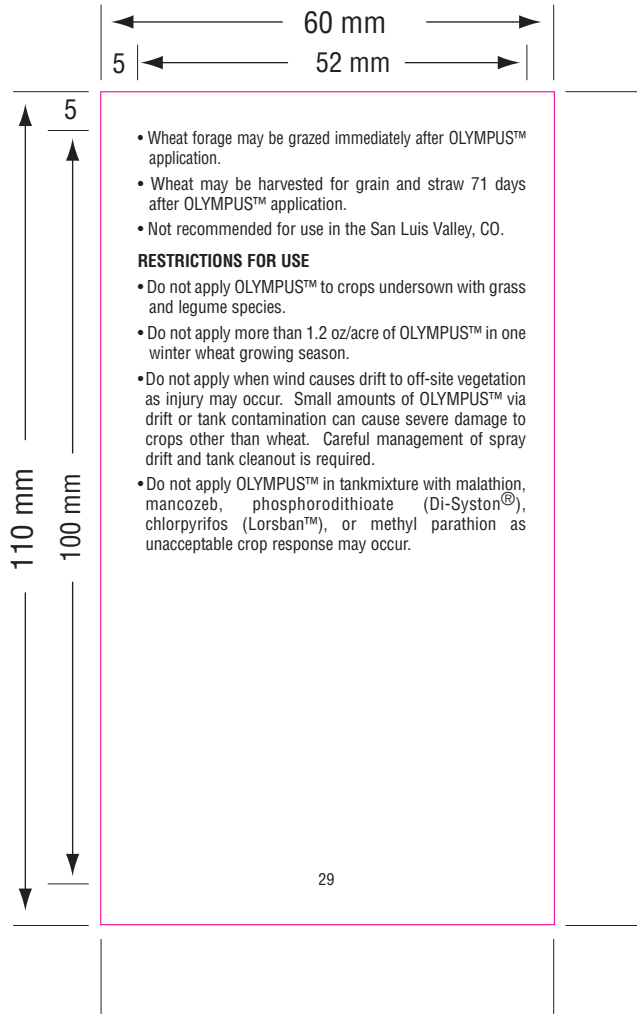 60 mm
5
52 mm
5
110 mm
100 mm
• Wheat forage may be grazed immediately after OLYMPUS™
application.
• Wheat may be harvested for grain and straw 71 days
after OLYMPUS™ application.
• Not recommended for use in the San Luis Valley, CO.
RESTRICTIONS FOR USE
• Do not apply OLYMPUS™ to crops undersown with grass
and legume species.
• Do not apply more than 1.2 oz/acre of OLYMPUS™ in one
winter wheat growing season.
• Do not apply when wind causes drift to off-site vegetation
as injury may occur. Small amounts of OLYMPUS™ via
drift or tank contamination can cause severe damage to
crops other than wheat. Careful management of spray
drift and tank cleanout is required.
• Do not apply OLYMPUS™ in tankmixture with malathion,
mancozeb, phosphorodithioate (Di-Syston®),
chlorpyrifos (Lorsban™), or methyl parathion as
unacceptable crop response may occur.
29